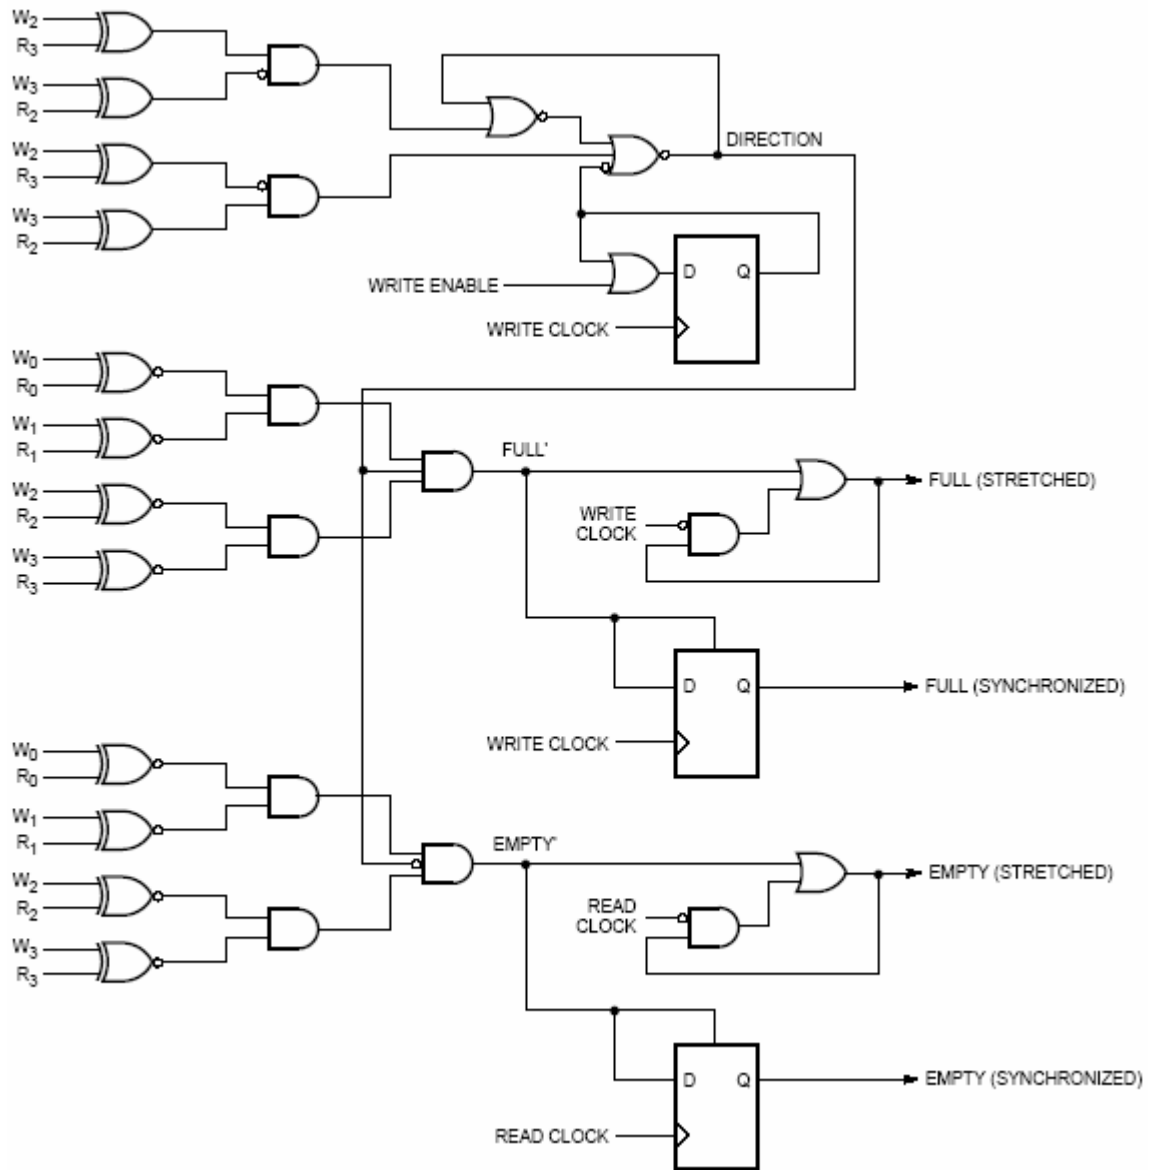 W2
R3
W3
R2
W2
R3
W3
R2
DIRECTION
D Q
WRITE ENABLE
WRITE CLOCK
W0
R0
W1
R1
W2
R2
W3
R3
FULL'
WRITE
CLOCK
FULL (STRETCHED)
D Q
FULL (SYNCHRONIZED)
WRITE CLOCK
W0
R0
W1
R1
W2
R2
W3
R3
EMPTY'
READ
CLOCK
EMPTY (STRETCHED)
D Q
EMPTY (SYNCHRONIZED)
READ CLOCK